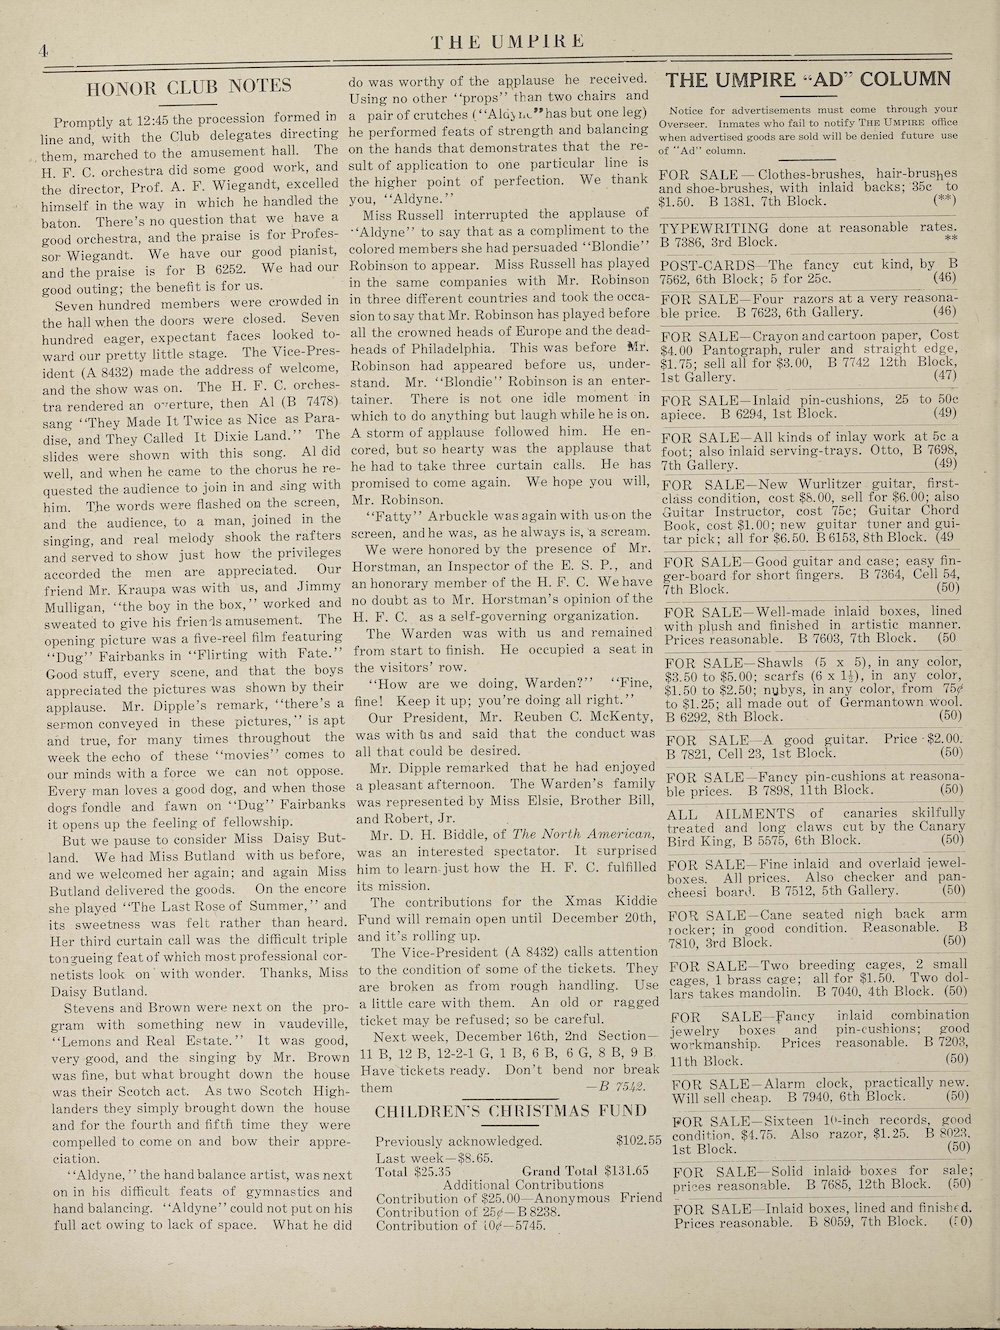 4
THE UMPIRE
HONOR CLUB NOTES
Promptly at 12:45 the procession formed in
line and, with the Club delegates directing
them, marched to the amusement hall. The
H. F. C. orchestra did some good work, and
the director, Prof. A. F. Wiegandt, excelled
himself in the way in which he handled the
baton. There's no question that we have a
good orchestra, and the praise is for Profes-
sor Wiegandt. We have our good pianist,
and the praise is for B 6252. We had our
good outing; the benefit is for us.
Seven hundred members were crowded in
the hall when the doors were closed. Seven
hundred eager, expectant faces looked to-
ward our pretty little stage. The Vice-Pres-
ident (A 8432) made the address of welcome,
and the show was on. The H. F. C. orches-
tra rendered an overture, then Al (B 7478)
sang "They Made It Twice as Nice as Para-
dise, and They Called It Dixie Land." The
slides were shown with this song. Al did
well, and when he came to the chorus he re-
quested the audience to join in and sing with
him. The words were flashed on the screen,
and the audience, to a man, joined in the
singing, and real melody shook the rafters
and served to show just how the privileges
accorded the men are appreciated. Our
friend Mr. Kraupa was with us, and Jimmy
Mulligan, "the boy in the box," worked and
sweated to give his friends amusement. The
opening picture was a five-reel film featuring
"Dug" Fairbanks in "Flirting with Fate."
Good stuff, every scene, and that the boys
appreciated the pictures was shown by their
applause. Mr. Dipple's remark, "there's a
sermon conveyed in these pictures," is apt
and true, for many times throughout the
week the echo of these "movies" comes to
our minds with a force we can not oppose.
Every man loves a good dog, and when those
dogs fondle and fawn on "Dug" Fairbanks
it opens up the feeling of fellowship.
But we pause to consider Miss Daisy But-
land. We had Miss Butland with us before,
and we welcomed her again; and again Miss
Butland delivered the goods. On the encore
she played "The Last Rose of Summer," and
its sweetness was felt rather than heard.
Her third curtain call was the difficult triple
tongueing feat of which most professional cor-
netists look on with wonder. Thanks, Miss
Daisy Butland.
Stevens and Brown were next on the pro-
gram with something new in vaudeville,
"Lemons and Real Estate." It was good,
very good, and the singing by Mr. Brown
was fine, but what brought down the house
was their Scotch act. As two Scotch High-
landers they simply brought down the house
and for the fourth and fifth time they were
compelled to come on and bow their appre-
ciation.
"Aldyne," the hand balance artist, was next
on in his difficult feats of gymnastics and
hand balancing. "Aldyne" could not put on his
full act owing to lack of space. What he did
do was worthy of the applause he received.
Using no other "props" than two chairs and
a pair of crutches ("Aldyne" has but one leg)
he performed feats of strength and balancing
on the hands that demonstrates that the re-
sult of application to one particular line is
the higher point of perfection. We thank
you, "Aldyne."
Miss Russell interrupted the applause of
"Aldyne" to say that as a compliment to the
colored members she had persuaded "Blondie"
Robinson to appear. Miss Russell has played
in the same companies with Mr. Robinson
in three different countries and took the occa-
sion to say that Mr. Robinson has played before
all the crowned heads of Europe and the dead-
heads of Philadelphia. This was before Mr.
Robinson had appeared before us, under-
stand. Mr. "Blondie" Robinson is an enter-
tainer. There is not one idle moment in
which to do anything but laugh while he is on.
A storm of applause followed him. He en-
cored, but so hearty was the applause that
he had to take three curtain calls. He has
promised to come again. We hope you will,
Mr. Robinson.
"Fatty" Arbuckle was again with us on the
screen, and he was, as he always is, a scream.
We were honored by the presence of Mr.
Horstman, an Inspector of the E. S. P., and
an honorary member of the H. F. C. We have
no doubt as to Mr. Horstman's opinion of the
H. F. C. as a self-governing organization.
The Warden was with us and remained
from start to finish. He occupied a seat in
the visitors' row.
"How are we doing, Warden?" "Fine,
fine! Keep it up; you're doing all right."
Our President, Mr. Reuben C. McKenty,
was with us and said that the conduct was
all that could be desired.
Mr. Dipple remarked that he had enjoyed
a pleasant afternoon. The Warden's family
was represented by Miss Elsie, Brother Bill,
and Robert, Jr.
Mr. D. H. Biddle, of The North American,
was an interested spectator. It surprised
him to learn just how the H. F. C. fulfilled
its mission.
The contributions for the Xmas Kiddie
Fund will remain open until December 20th,
and it's rolling up.
The Vice-President (A 8432) calls attention
to the condition of some of the tickets. They
are broken as from rough handling. Use
a little care with them. An old or ragged
ticket may be refused; so be careful.
Next week, December 16th, 2nd Section—
11 B, 12 B, 12-2-1 G, 1 B, 6 B, 6 G, 8 B, 9 B
Have tickets ready. Don't bend nor break
them —B 7542.
CHILDREN'S CHRISTMAS FUND
Previously acknowledged. $102.55
Last week—$8.65.
Total $25.35 Grand Total $131.65
Additional Contributions
Contribution of $25.00—Anonymous Friend
Contribution of 25¢—B 8238.
Contribution of 10¢—5745.
THE UMPIRE "AD" COLUMN
Notice for advertisements must come through your
Overseer. Inmates who fail to notify THE UMPIRE office
when advertised goods are sold will be denied future use
of "Ad" column.
FOR SALE—Clothes-brushes, hair-brushes
and shoe-brushes, with inlaid backs; 35c to
$1.50. B 1381, 7th Block. (**)
TYPEWRITING done at reasonable rates.
B 7386, 3rd Block. **
POST-CARDS—The fancy cut kind, by B
7562, 6th Block; 5 for 25c. (46)
FOR SALE—Four razors at a very reasona-
ble price. B 7623, 6th Gallery. (46)
FOR SALE—Crayon and cartoon paper, Cost
$4.00 Pantograph, ruler and straight edge,
$1.75; sell all for $3.00, B 7742 12th Block,
1st Gallery. (47)
FOR SALE—Inlaid pin-cushions, 25 to 50c
apiece. B 6294, 1st Block. (49)
FOR SALE—All kinds of inlay work at 5c a
foot; also inlaid serving-trays. Otto, B 7698,
7th Gallery. (49)
FOR SALE—New Wurlitzer guitar, first-
class condition, cost $8.00, sell for $6.00; also
Guitar Instructor, cost 75c; Guitar Chord
Book, cost $1.00; new guitar tuner and gui-
tar pick; all for $6.50. B 6153, 8th Block. (49
FOR SALE—Good guitar and case; easy fin-
ger-board for short fingers. B 7364, Cell 54,
7th Block. (50)
FOR SALE—Well-made inlaid boxes, lined
with plush and finished in artistic manner.
Prices reasonable. B 7603, 7th Block. (50
FOR SALE—Shawls (5 x 5), in any color,
$3.50 to $5.00; scarfs (6 x 1½), in any color,
$1.50 to $2.50; nubys, in any color, from 75¢
to $1.25; all made out of Germantown wool.
B 6292, 8th Block. (50)
FOR SALE—A good guitar. Price $2.00.
B 7821, Cell 23, 1st Block. (50)
FOR SALE—Fancy pin-cushions at reasona-
ble prices. B 7898, 11th Block. (50)
ALL AILMENTS of canaries skilfully
treated and long claws cut by the Canary
Bird King, B 5575, 6th Block. (50)
FOR SALE—Fine inlaid and overlaid jewel-
boxes. All prices. Also checker and pan-
cheesi board. B 7512, 5th Gallery. (50)
FOR SALE—Cane seated nigh back arm
rocker; in good condition. Reasonable. B
7810, 3rd Block. (50)
FOR SALE—Two breeding cages, 2 small
cages, 1 brass cage; all for $1.50. Two dol-
lars takes mandolin. B 7040, 4th Block. (50)
FOR SALE—Fancy inlaid combination
jewelry boxes and pin-cushions; good
workmanship. Prices reasonable. B 7203,
11th Block. (50)
FOR SALE—Alarm clock, practically new.
Will sell cheap. B 7940, 6th Block. (50)
FOR SALE—Sixteen 10-inch records, good
condition, $4.75. Also razor, $1.25. B 8023,
1st Block. (50)
FOR SALE—Solid inlaid boxes for sale;
prices reasonable. B 7685, 12th Block. (50)
FOR SALE—Inlaid boxes, lined and finished.
Prices reasonable. B 8059, 7th Block. (50)